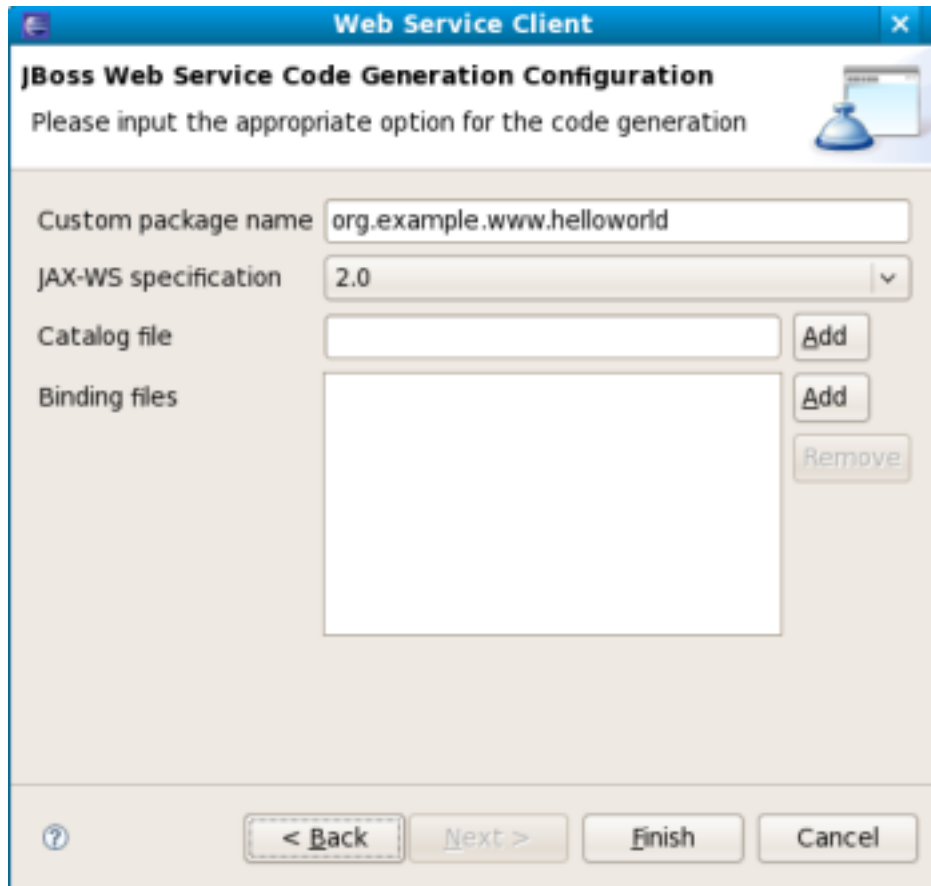 Web Service Client
JBoss Web Service Code Generation Configuration
Please input the appropriate option for the code generation
Custom package name org.example.www.helloworld
JAX-WS specification 2.0
Catalog file Add
Binding files Add
Remove
< Back Next > Finish Cancel